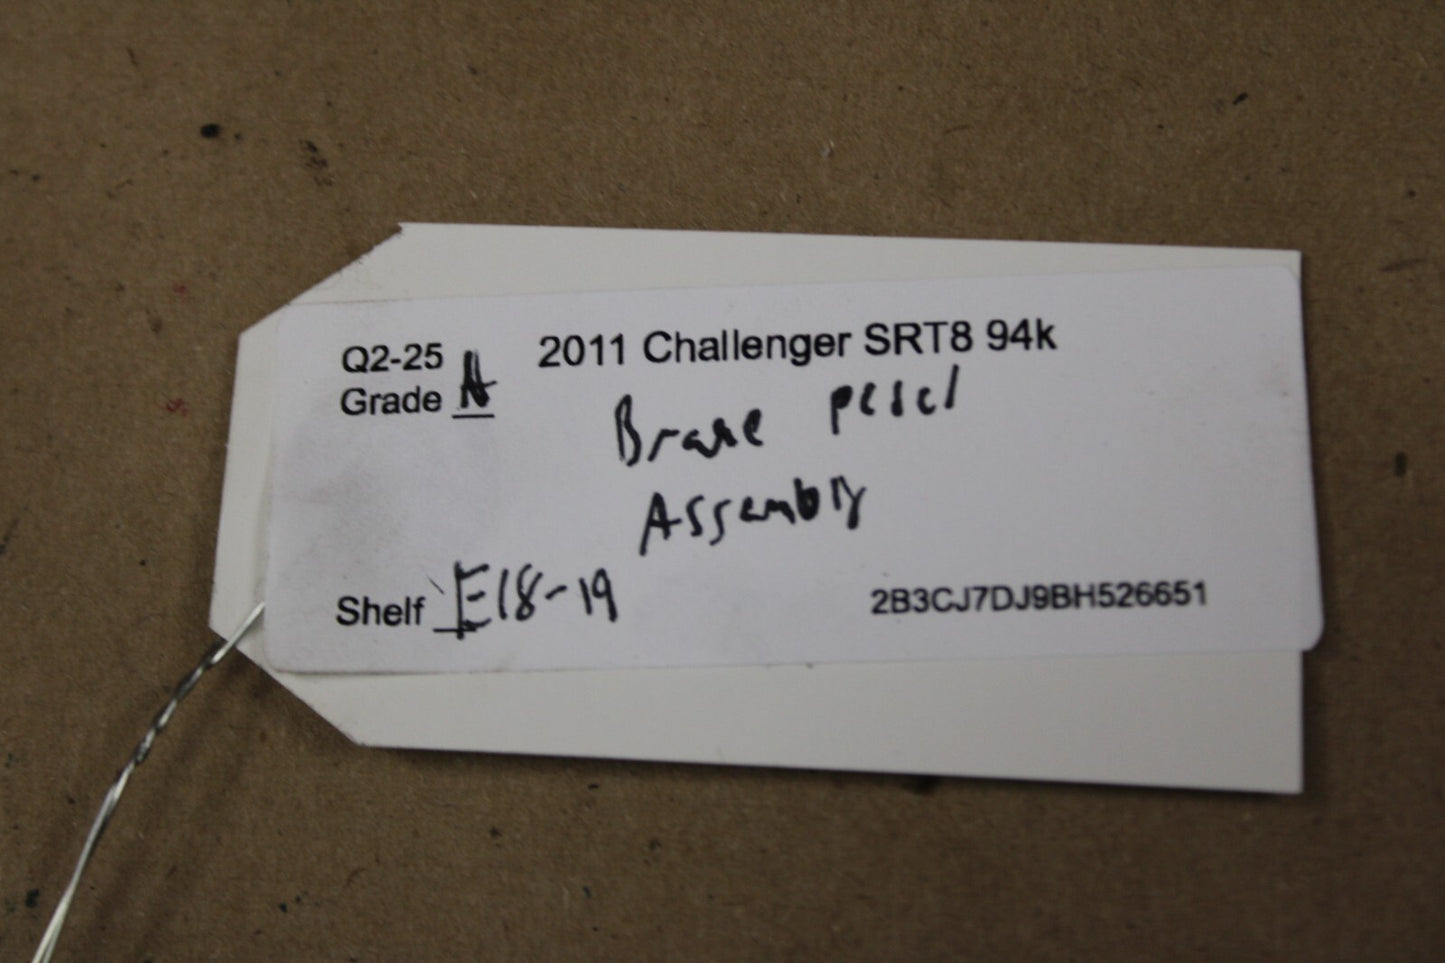 Q2-25 2011 Challenger SRT8 94k
Grade A
Brake pedal
Assembly
Shelf E18-19 2B3CJ7DJ9BH526651